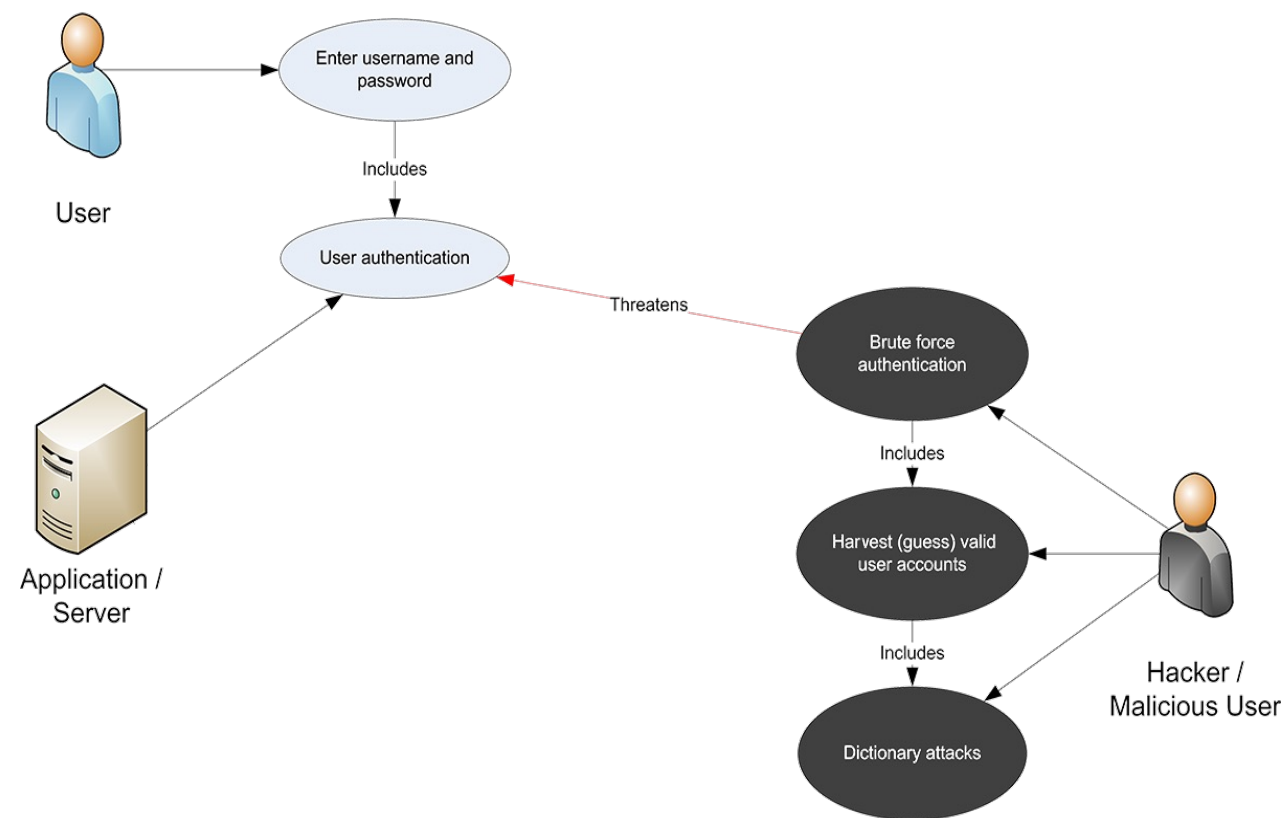 Enter username and
password
Includes
User
User authentication
Threatens
Brute force
authentication
Includes
Harvest (guess) valid
user accounts
Application /
Server
Includes
Hacker /
Malicious User
Dictionary attacks